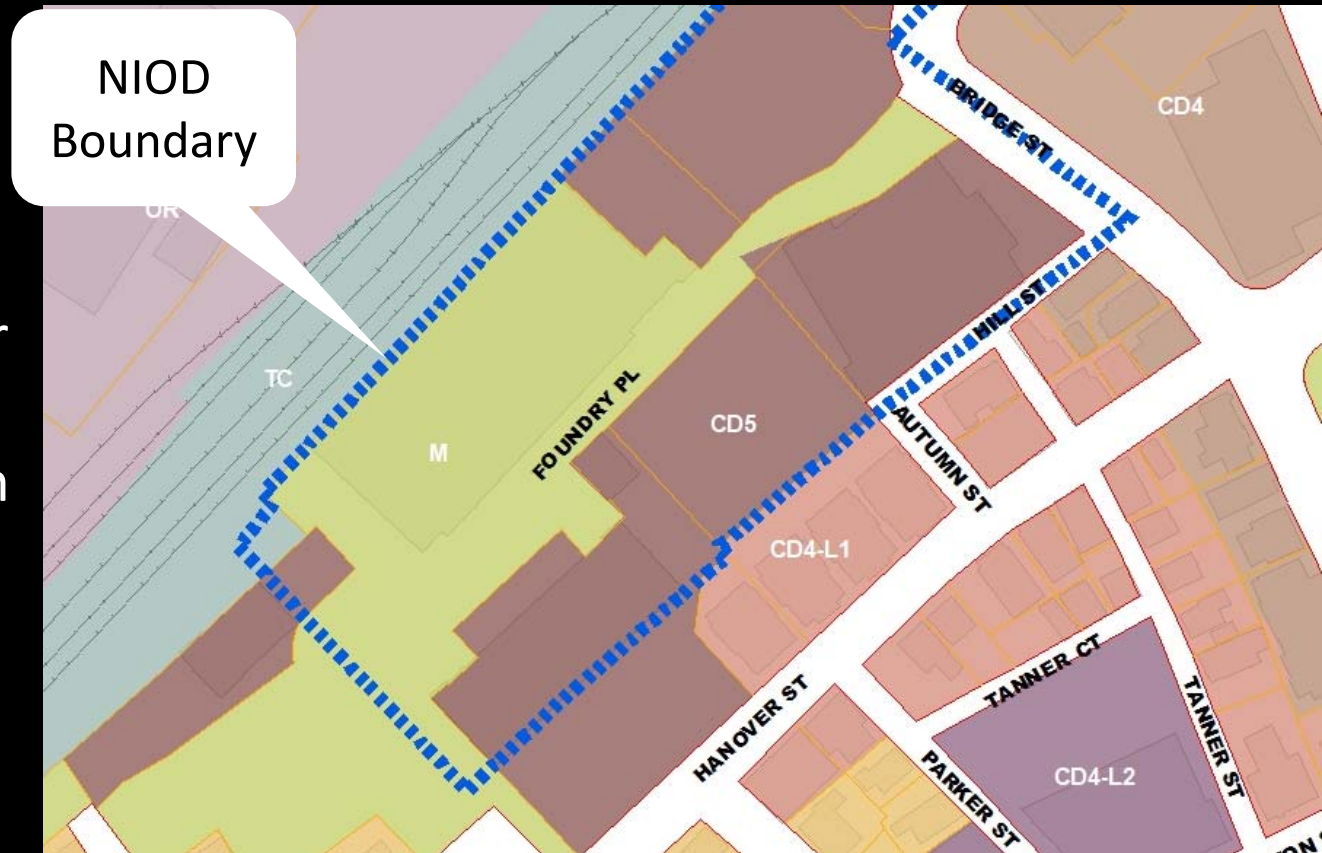 NIOD
Boundary
BRIDGE ST
CD4
OR
HILL ST
TC
FOUNDRY PL
CD5
M
AUTUMN ST
CD4-L1
HANOVER ST
TANNER CT
TANNER ST
PARKER ST
CD4-L2